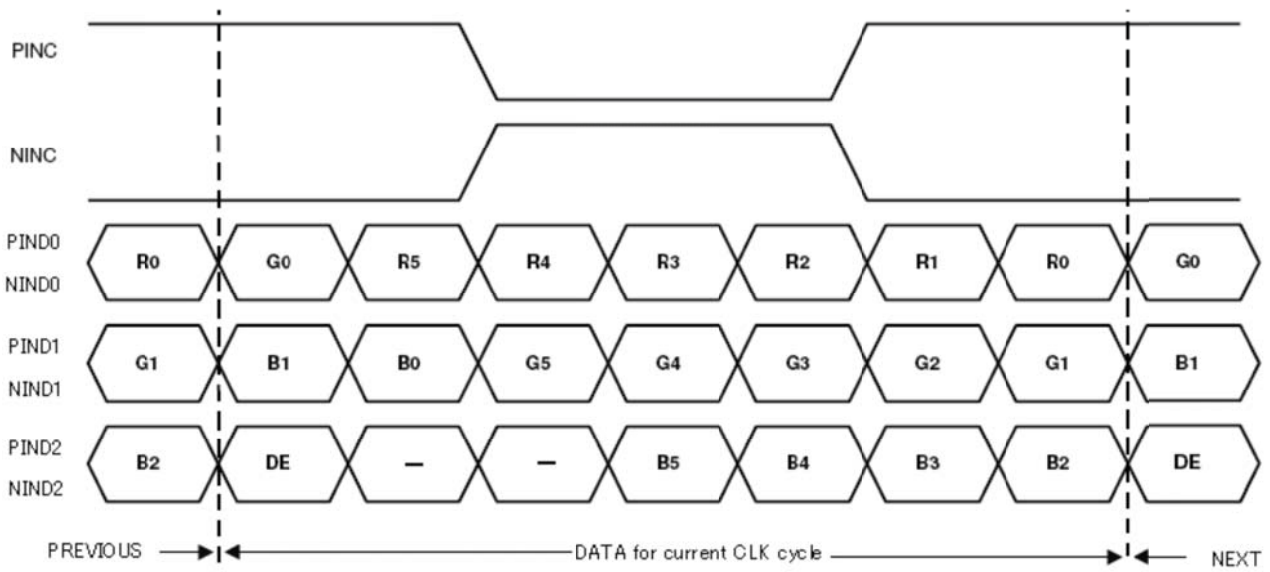 PINC
NINC
PIND0
NIND0
R0 G0 R5 R4 R3 R2 R1 R0 G0
PIND1
NIND1
G1 B1 B0 G5 G4 G3 G2 G1 B1
PIND2
NIND2
B2 DE — — B5 B4 B3 B2 DE
PREVIOUS DATA for current CLK cycle NEXT